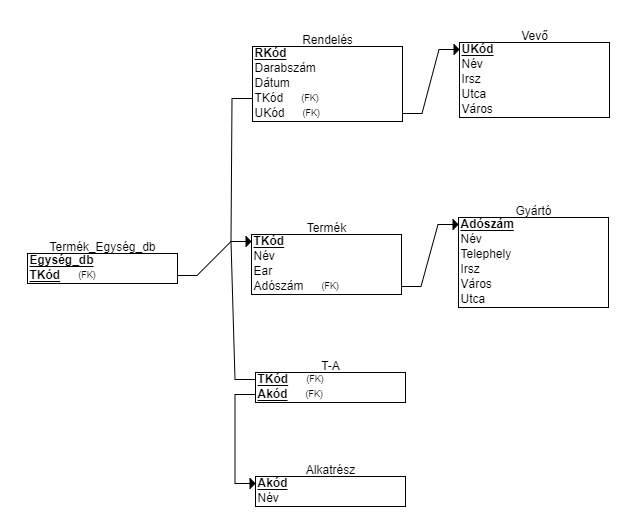 Rendelés
RKód
Darabszám
Dátum
TKód (FK)
UKód (FK)
Vevő
UKód
Név
Irsz
Utca
Város
Termék_Egység_db
Egység_db
TKód (FK)
Termék
TKód
Név
Ear
Adószám (FK)
Gyártó
Adószám
Név
Telephely
Irsz
Város
Utca
T-A
TKód (FK)
Akód (FK)
Alkatrész
Akód
Név